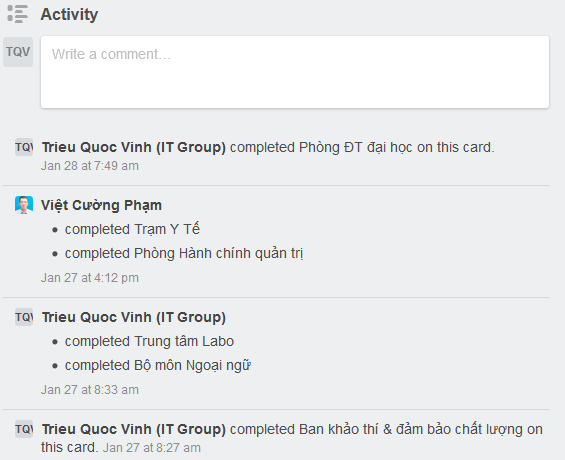 Activity
TQV
Write a comment…
TQV
Trieu Quoc Vinh (IT Group) completed Phòng ĐT đại học on this card.
Jan 28 at 7:49 am
Việt Cường Phạm
• completed Trạm Y Tế
• completed Phòng Hành chính quản trị
Jan 27 at 4:12 pm
TQV
Trieu Quoc Vinh (IT Group)
• completed Trung tâm Labo
• completed Bộ môn Ngoại ngữ
Jan 27 at 8:33 am
TQV
Trieu Quoc Vinh (IT Group) completed Ban khảo thí & đảm bảo chất lượng on
this card. Jan 27 at 8:27 am